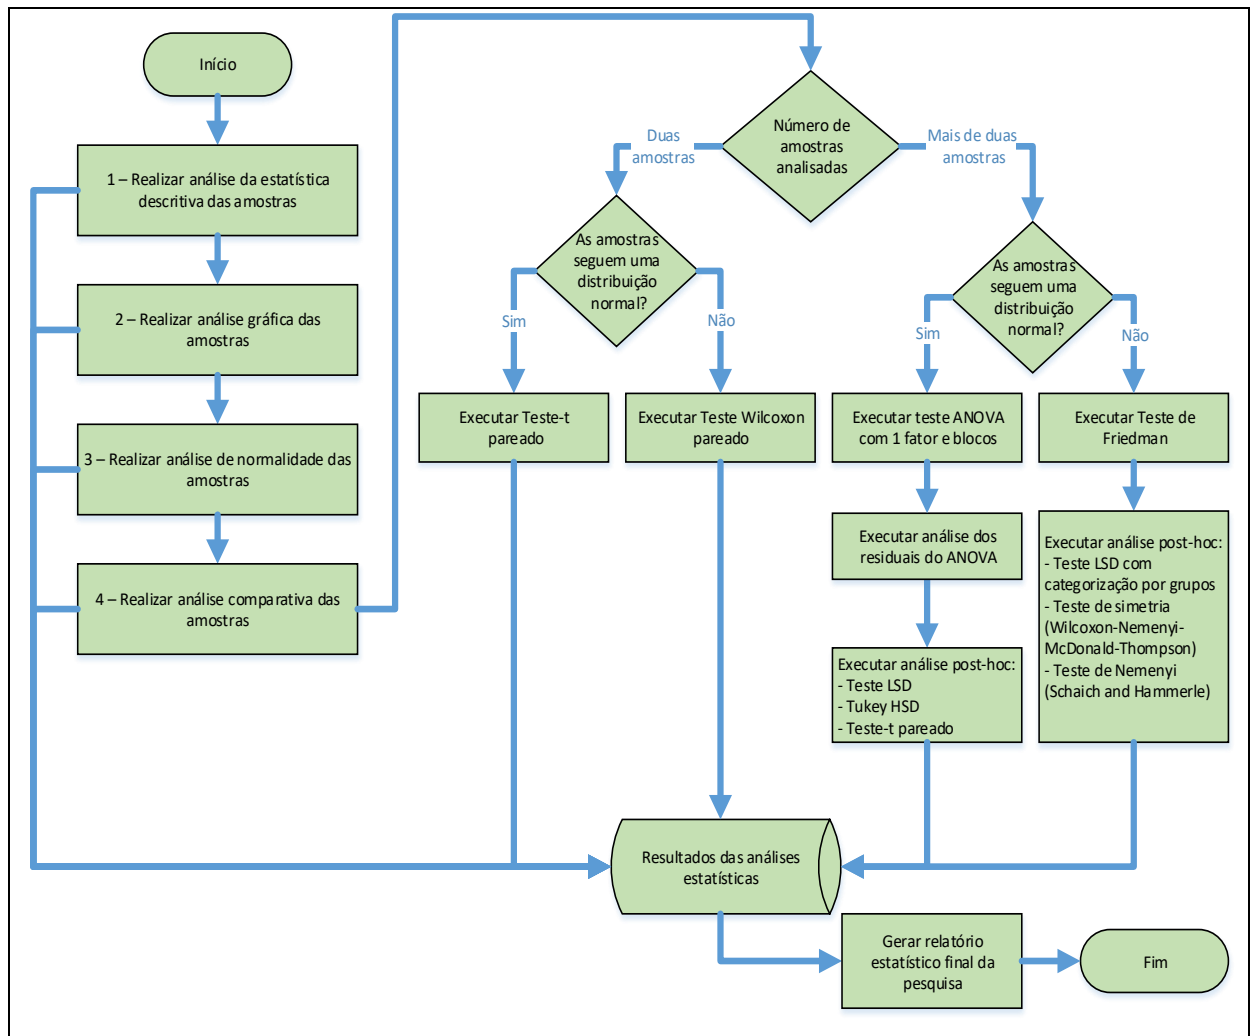 Início
1 – Realizar análise da estatística
descritiva das amostras
2 – Realizar análise gráfica das
amostras
3 – Realizar análise de normalidade das
amostras
4 – Realizar análise comparativa das
amostras
Número de
amostras
analisadas
Duas
amostras
Mais de duas
amostras
As amostras
seguem uma
distribuição
normal?
Sim
Não
As amostras
seguem uma
distribuição
normal?
Sim
Não
Executar Teste-t
pareado
Executar Teste Wilcoxon
pareado
Executar teste ANOVA
com 1 fator e blocos
Executar Teste de
Friedman
Executar análise dos
residuais do ANOVA
Executar análise post-hoc:
- Teste LSD
- Tukey HSD
- Teste-t pareado
Executar análise post-hoc:
- Teste LSD com
categorização por grupos
- Teste de simetria
(Wilcoxon-Nemenyi-
McDonald-Thompson)
- Teste de Nemenyi
(Schaich and Hammerle)
Resultados das análises
estatísticas
Gerar relatório
estatístico final da
pesquisa
Fim